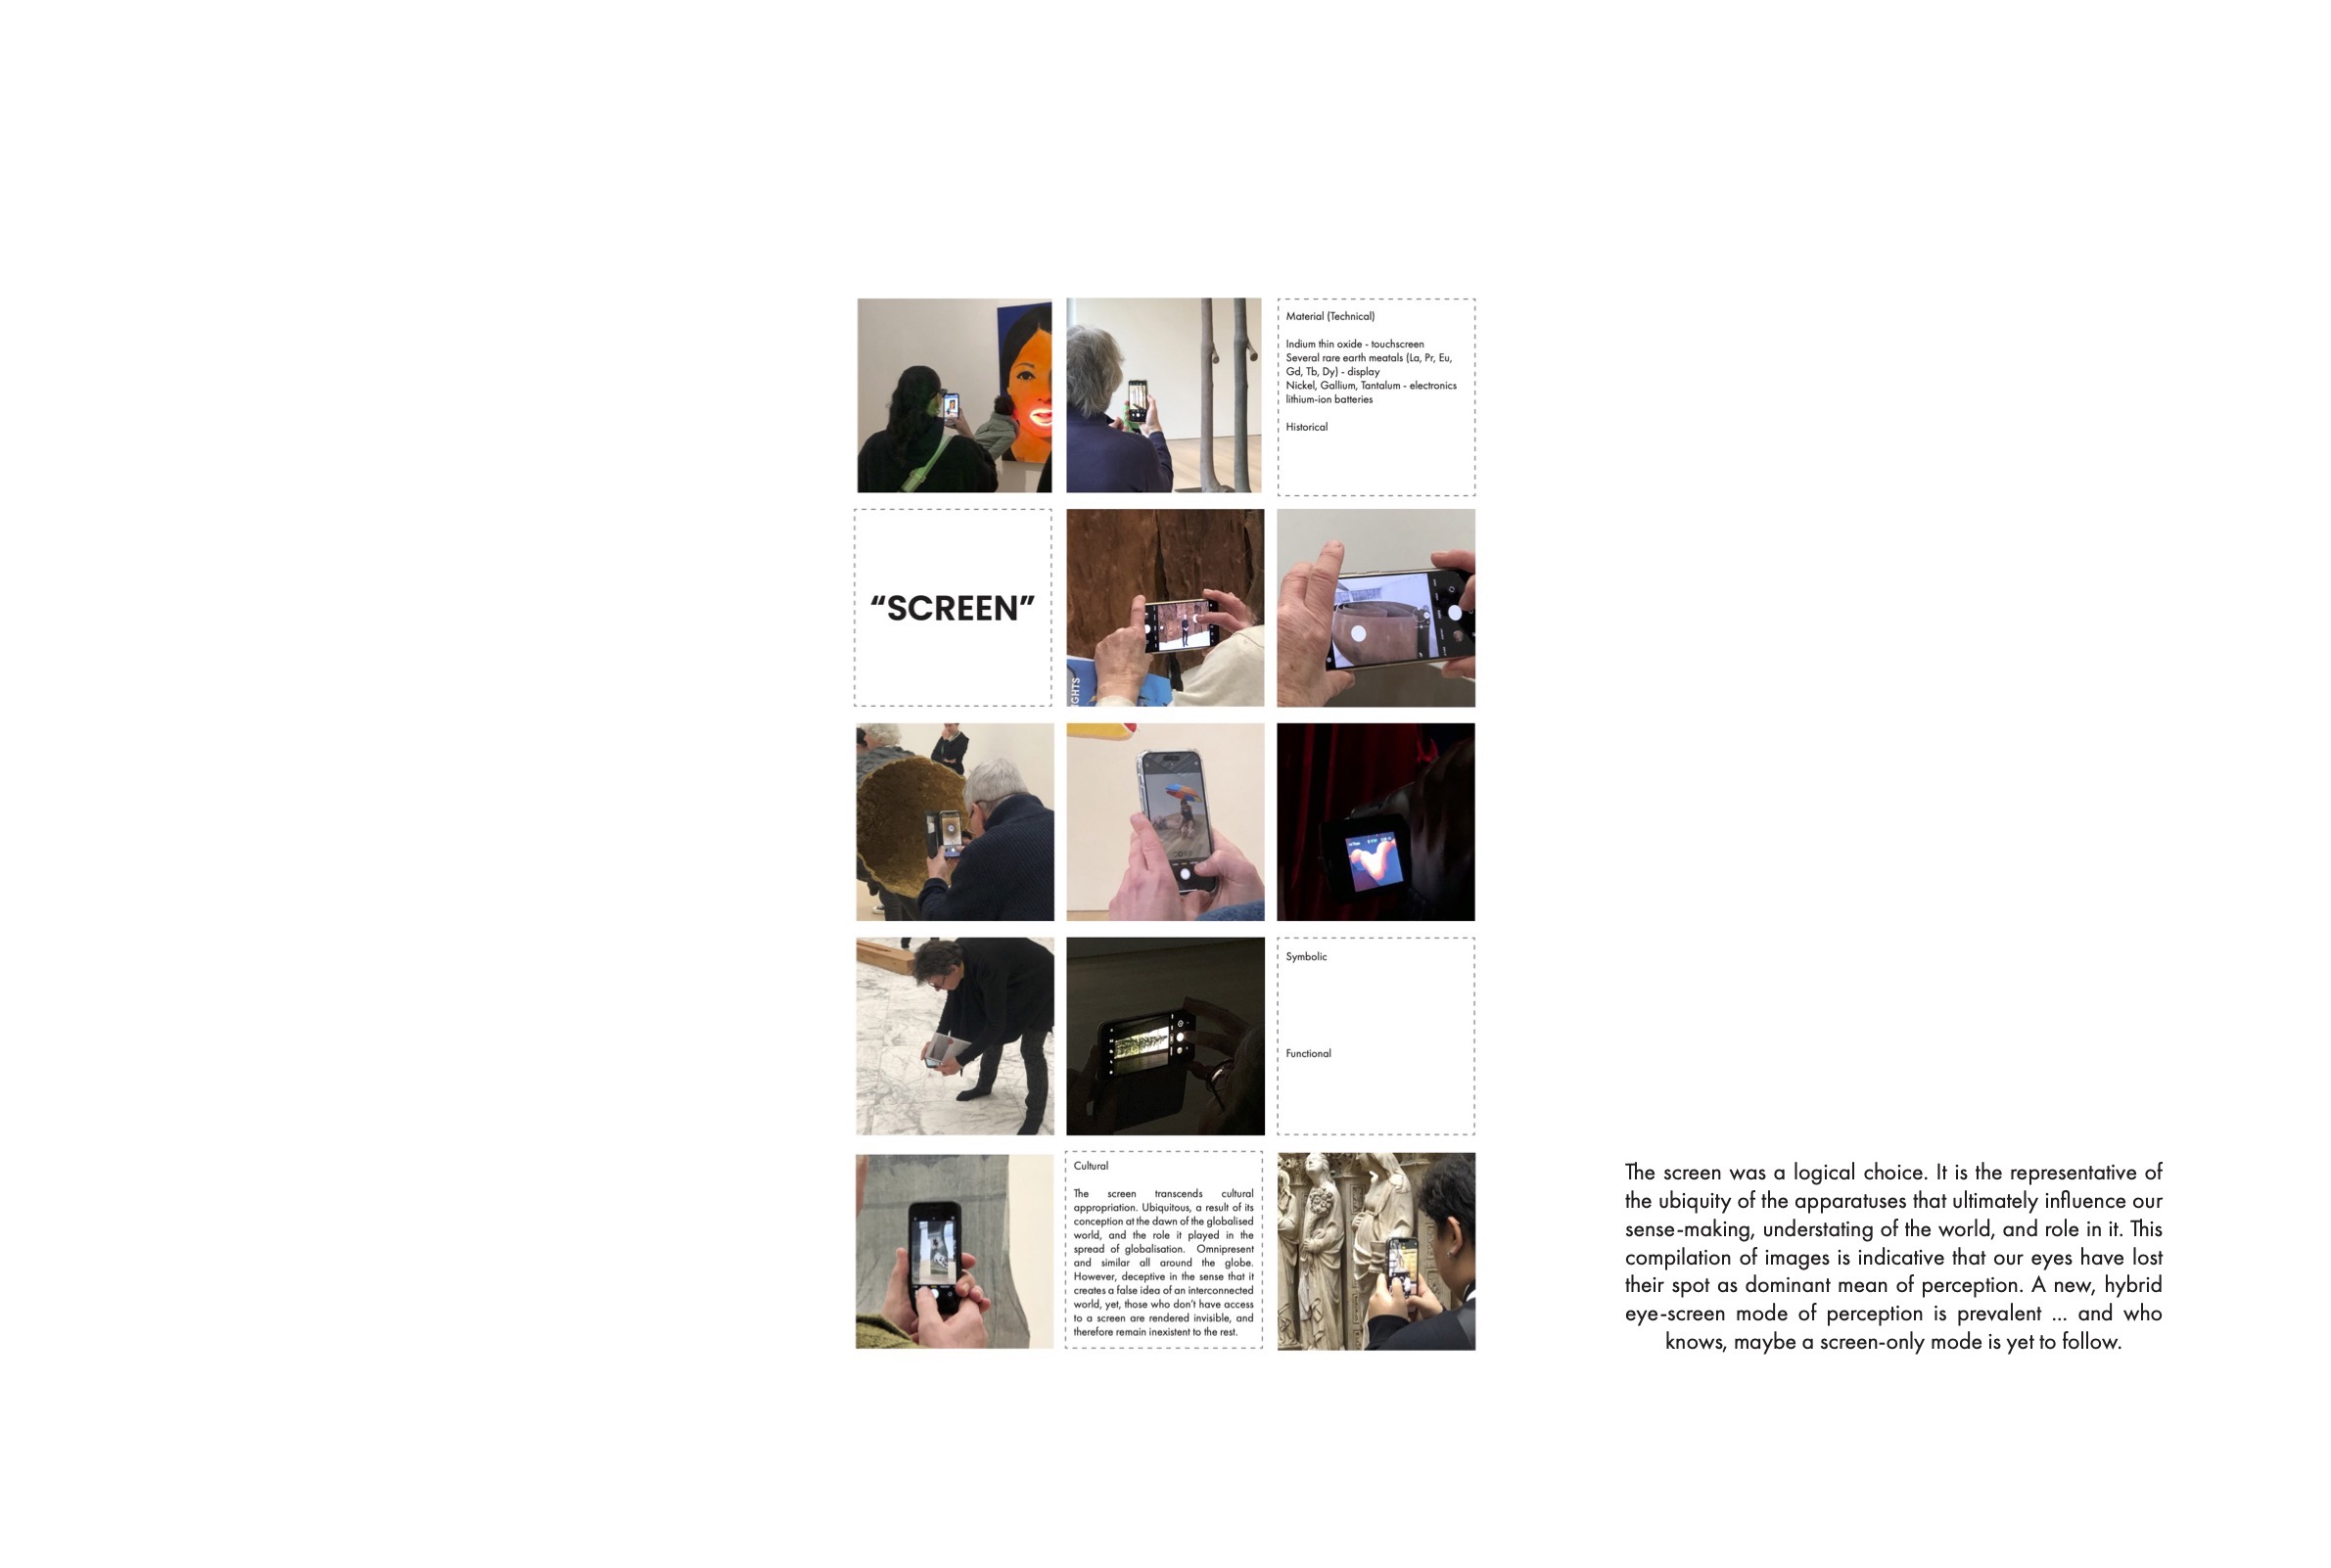 Material (Technical)
Indium thin oxide - touchscreen
Several rare earth meatals (La, Pr, Eu,
Gd, Tb, Dy) - display
Nickel, Gallium, Tantalum - electronics
lithium-ion batteries
Historical
“SCREEN”
IGHTS
Symbolic
Functional
Cultural
The screen transcends cultural
appropriation. Ubiquitous, a result of its
conception at the dawn of the globalised
world, and the role it played in the
spread of globalisation. Omnipresent
and similar all around the globe.
However, deceptive in the sense that it
creates a false idea of an interconnected
world, yet, those who don’t have access
to a screen are rendered invisible, and
therefore remain inexistent to the rest.
The screen was a logical choice. It is the representative of
the ubiquity of the apparatuses that ultimately influence our
sense-making, understating of the world, and role in it. This
compilation of images is indicative that our eyes have lost
their spot as dominant mean of perception. A new, hybrid
eye-screen mode of perception is prevalent ... and who
knows, maybe a screen-only mode is yet to follow.